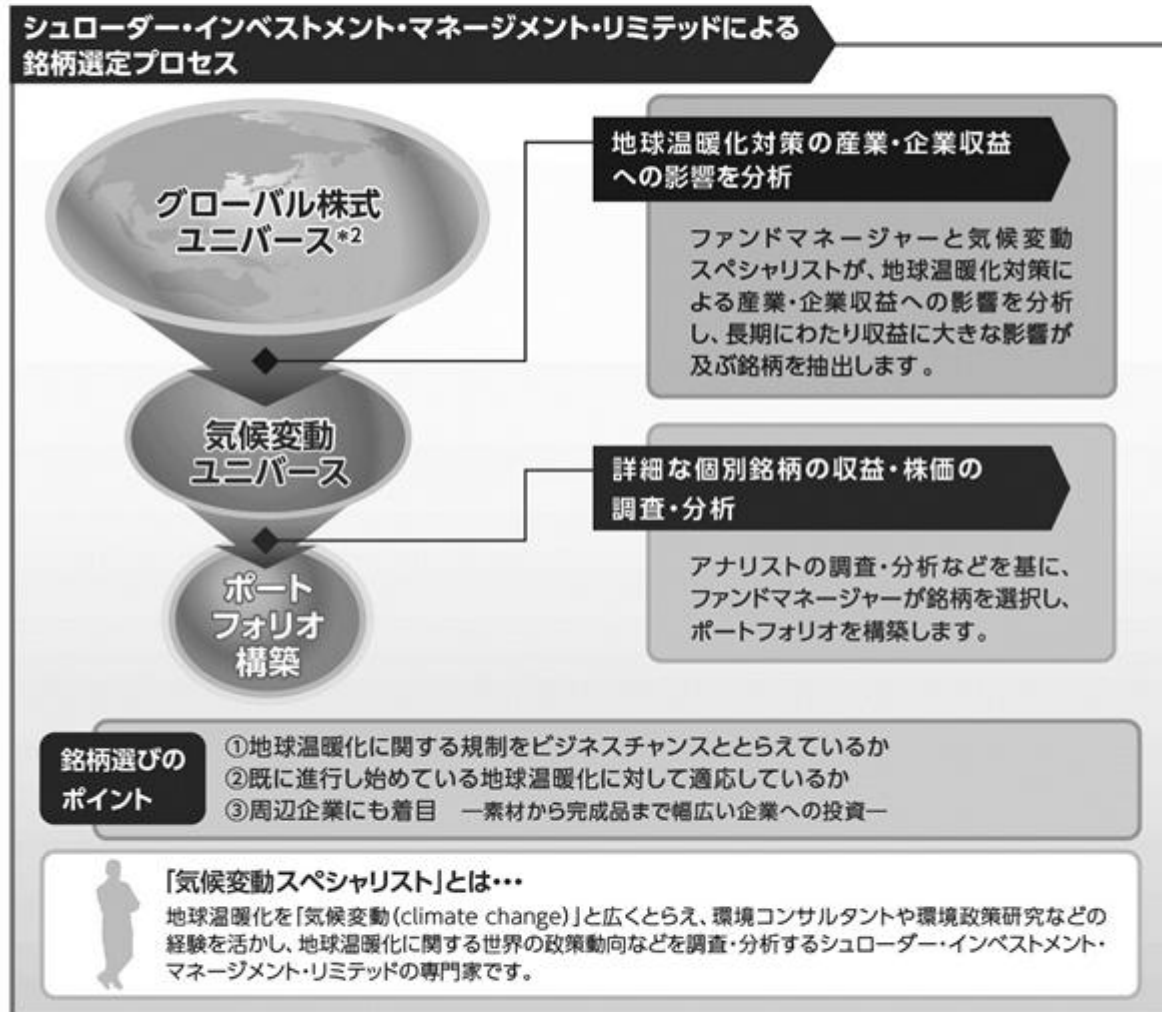 シュローダー・インベストメント・マネージメント・リミテッドによる
銘柄選定プロセス
グローバル株式
ユニバース*2
地球温暖化対策の産業・企業収益
への影響を分析
ファンドマネージャーと気候変動
スペシャリストが、地球温暖化対策に
よる産業・企業収益への影響を分析
し、長期にわたり収益に大きな影響が
及ぶ銘柄を抽出します。
気候変動
ユニバース
詳細な個別銘柄の収益・株価の
調査・分析
アナリストの調査・分析などを基に、
ファンドマネージャーが銘柄を選択し、
ポートフォリオを構築します。
ポート
フォリオ
構築
銘柄選びの
ポイント
①地球温暖化に関する規制をビジネスチャンスととらえているか
②既に進行し始めている地球温暖化に対して適応しているか
③周辺企業にも着目　―素材から完成品まで幅広い企業への投資―
「気候変動スペシャリスト」とは・・・
地球温暖化を「気候変動(climate change)」と広くとらえ、環境コンサルタントや環境政策研究などの
経験を活かし、地球温暖化に関する世界の政策動向などを調査・分析するシュローダー・インベストメント・
マネージメント・リミテッドの専門家です。